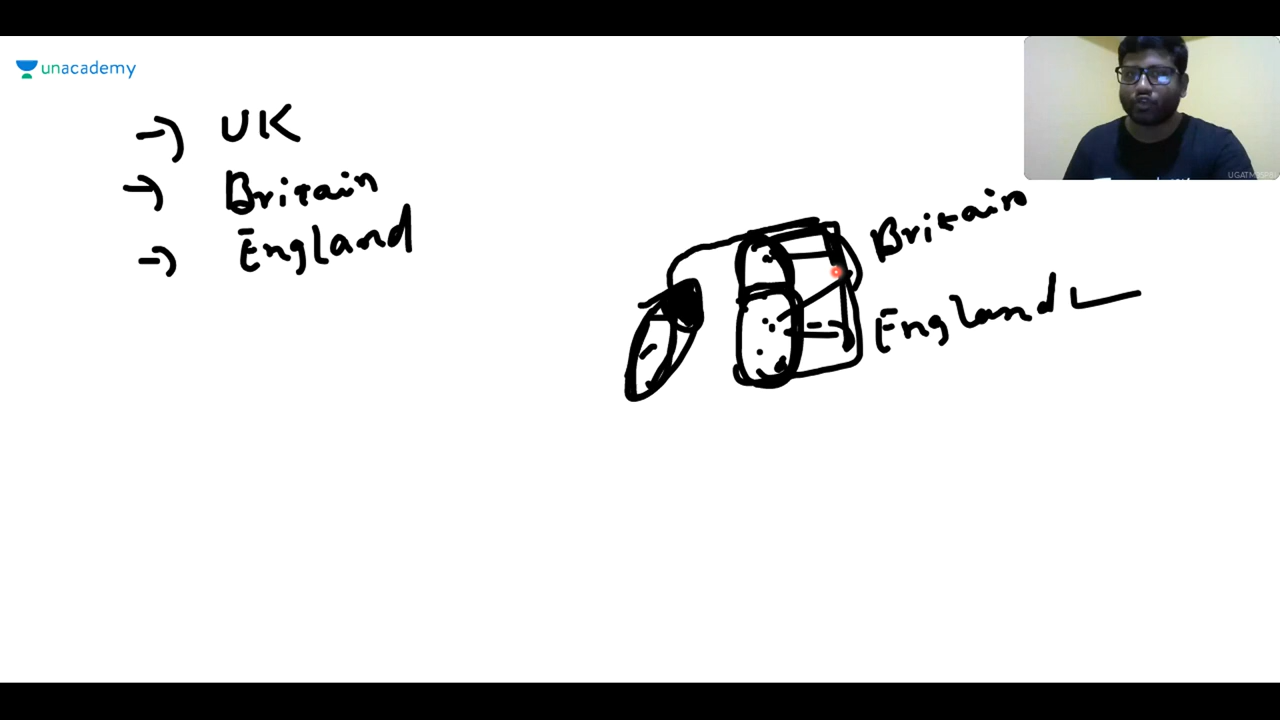 unacademy
→ UK
→ Britain
→ England
Britain
England